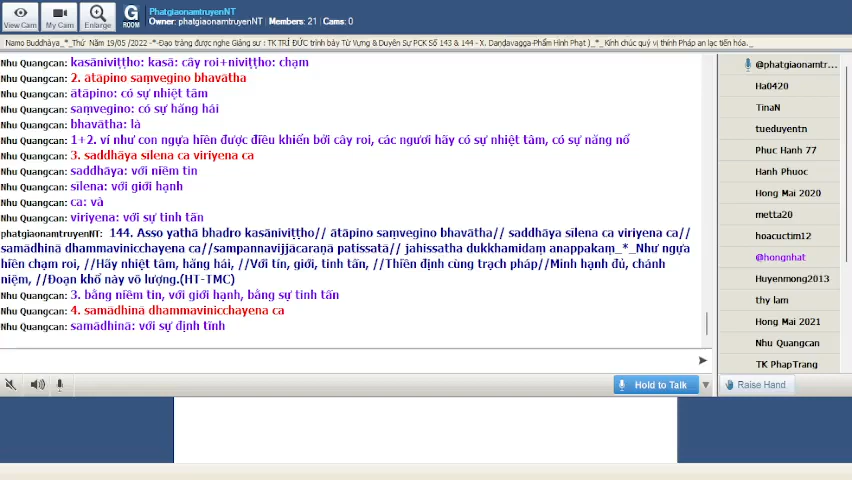 PhatgiaonamtruyenNT
Owner: phatgiaonamtruyenNT | Members: 21 | Cams: 0
View Cam
My Cam
Enlarge
G
ROOM
Namo Buddhāya_*_Thứ Năm 19/05 /2022 -*-Đạo tràng được nghe Giảng sư : TK TRÍ ĐỨC trình bày Từ Vựng & Duyên Sự PCK Số 143 & 144 - X. Daṇḍavagga-Phẩm Hình Phạt )_*_ Kính chúc quý vị thính Pháp an lạc tiến hóa._
Nhu Quangcan: kasāniviṭṭho: kasā: cây roi+niviṭṭho: chạm
Nhu Quangcan: 2. ātāpino saṃvegino bhavātha
Nhu Quangcan: ātāpino: có sự nhiệt tâm
Nhu Quangcan: saṃvegino: có sự hăng hái
Nhu Quangcan: bhavātha: là
Nhu Quangcan: 1+2. ví như con ngựa hiền được điều khiển bởi cây roi, các ngươi hãy có sự nhiệt tâm, có sự năng nổ
Nhu Quangcan: 3. saddhāya sīlena ca vīriyena ca
Nhu Quangcan: saddhāya: với niềm tin
Nhu Quangcan: sīlena: với giới hạnh
Nhu Quangcan: ca: và
Nhu Quangcan: vīriyena: với sự tinh tấn
phatgiaonamtruyenNT: 144. Asso yathā bhadro kasāniviṭṭho// ātāpino saṃvegino bhavātha// saddhāya sīlena ca vīriyena ca//
samādhinā dhammavinicchayena ca//sampannavijjācaraṇā patissatā// jahissatha dukkhamidaṃ anappakaṃ_*_Như ngựa
hiền chạm roi, //Hãy nhiệt tâm, hăng hái, //Với tín, giới, tinh tấn, //Thiền định cùng trạch pháp//Minh hạnh đủ, chánh
niệm, //Đoạn khổ này vô lượng.(HT-TMC)
Nhu Quangcan: 3. bằng niềm tin, với giới hạnh, bằng sự tinh tấn
Nhu Quangcan: 4. samādhinā dhammavinicchayena ca
Nhu Quangcan: samādhinā: với sự định tĩnh
Hold to Talk
@phatgiaonamtr...
Ha0420
TinaN
tueduyentn
Phuc Hanh 77
Hanh Phuoc
Hong Mai 2020
metta20
hoacuctim12
@hongnhat
Huyenmong2013
thy lam
Hong Mai 2021
Nhu Quangcan
TK PhapTrang
Raise Hand